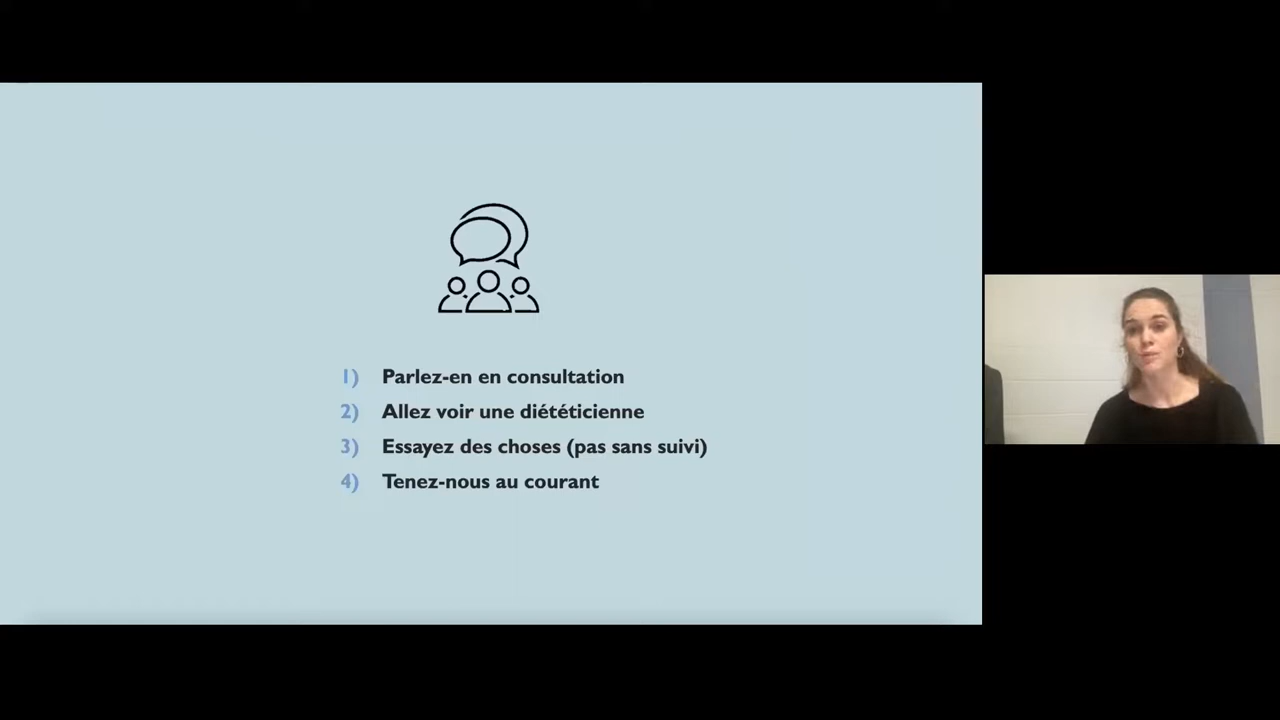 1) Parlez-en en consultation
2) Allez voir une diététicienne
3) Essayez des choses (pas sans suivi)
4) Tenez-nous au courant